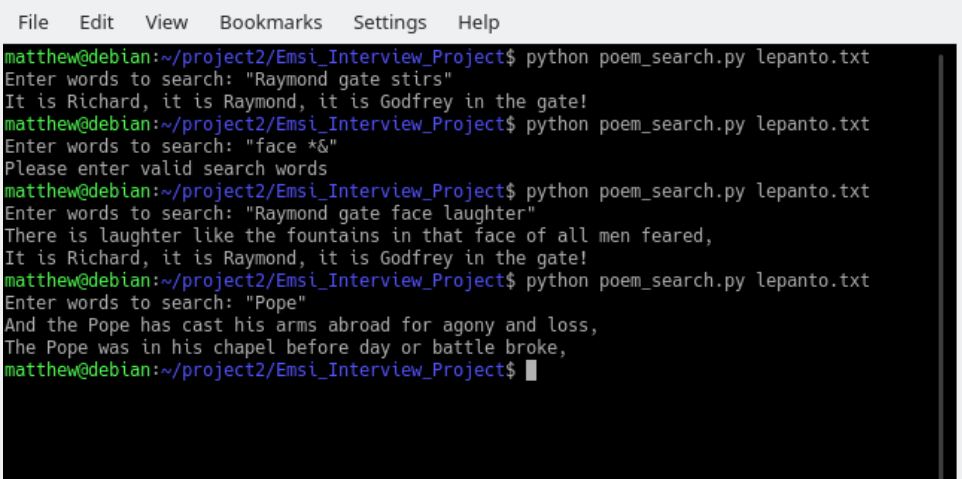 File Edit View Bookmarks Settings Help
matthew@debian:~/project2/Emsi_Interview_Project$ python poem_search.py lepanto.txt
Enter words to search: "Raymond gate stirs"
It is Richard, it is Raymond, it is Godfrey in the gate!
matthew@debian:~/project2/Emsi_Interview_Project$ python poem_search.py lepanto.txt
Enter words to search: "face *&"
Please enter valid search words
matthew@debian:~/project2/Emsi_Interview_Project$ python poem_search.py lepanto.txt
Enter words to search: "Raymond gate face laughter"
There is laughter like the fountains in that face of all men feared,
It is Richard, it is Raymond, it is Godfrey in the gate!
matthew@debian:~/project2/Emsi_Interview_Project$ python poem_search.py lepanto.txt
Enter words to search: "Pope"
And the Pope has cast his arms abroad for agony and loss,
The Pope was in his chapel before day or battle broke,
matthew@debian:~/project2/Emsi_Interview_Project$